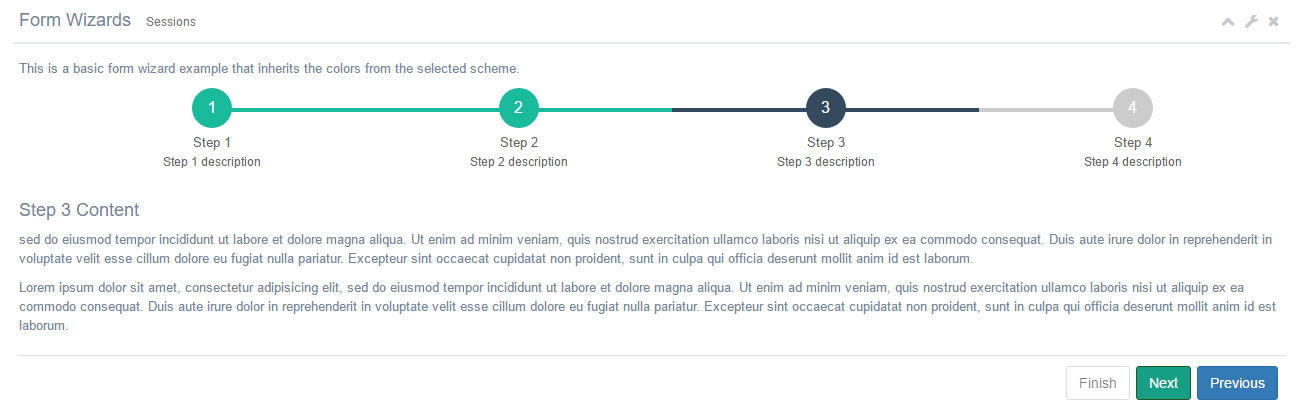 Form Wizards Sessions
This is a basic form wizard example that inherits the colors from the selected scheme.
1 2 3 4
Step 1 Step 2 Step 3 Step 4
Step 1 description Step 2 description Step 3 description Step 4 description
Step 3 Content
sed do eiusmod tempor incididunt ut labore et dolore magna aliqua. Ut enim ad minim veniam, quis nostrud exercitation ullamco laboris nisi ut aliquip ex ea commodo consequat. Duis aute irure dolor in reprehenderit in
voluptate velit esse cillum dolore eu fugiat nulla pariatur. Excepteur sint occaecat cupidatat non proident, sunt in culpa qui officia deserunt mollit anim id est laborum.
Lorem ipsum dolor sit amet, consectetur adipisicing elit, sed do eiusmod tempor incididunt ut labore et dolore magna aliqua. Ut enim ad minim veniam, quis nostrud exercitation ullamco laboris nisi ut aliquip ex ea
commodo consequat. Duis aute irure dolor in reprehenderit in voluptate velit esse cillum dolore eu fugiat nulla pariatur. Excepteur sint occaecat cupidatat non proident, sunt in culpa qui officia deserunt mollit anim id est
laborum.
Finish Next Previous